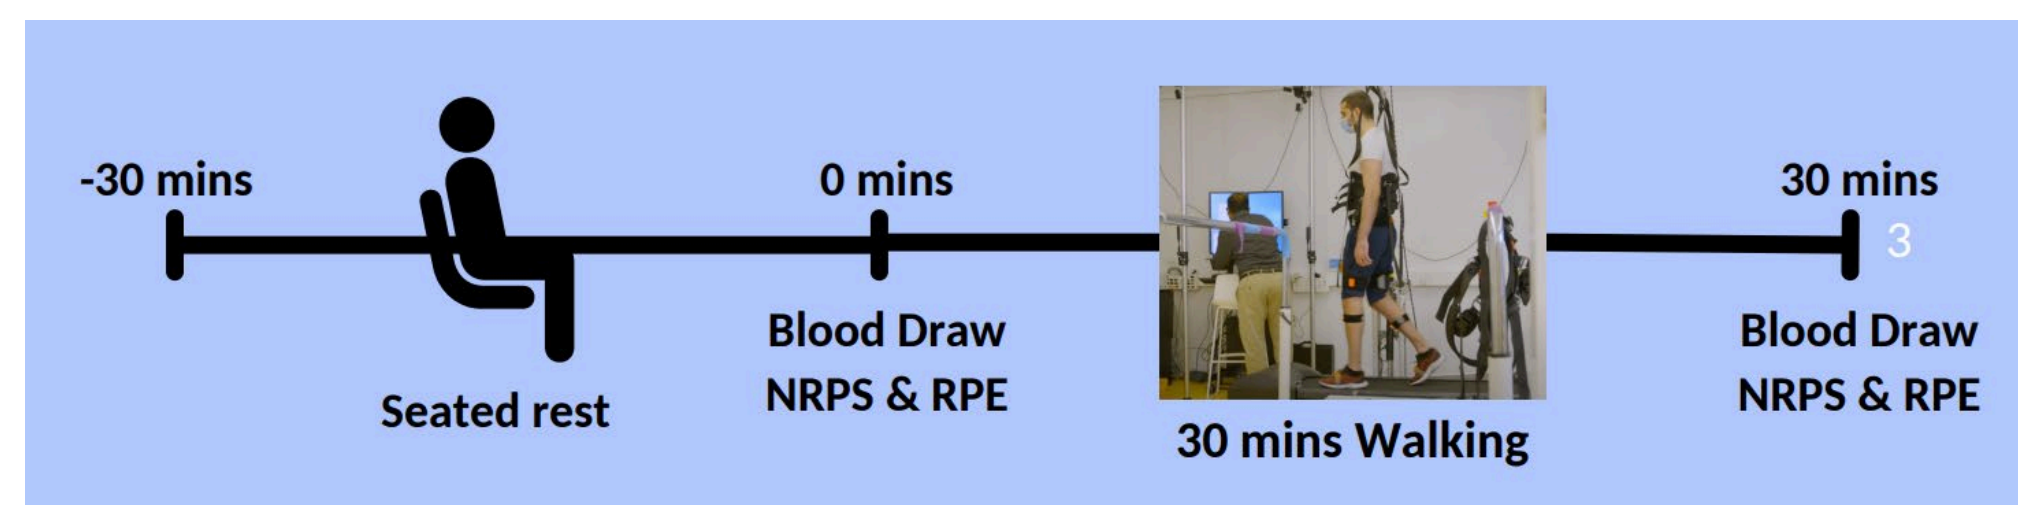 -30 mins
0 mins
30 mins
3
Seated rest
Blood Draw
NRPS & RPE
30 mins Walking
Blood Draw
NRPS & RPE